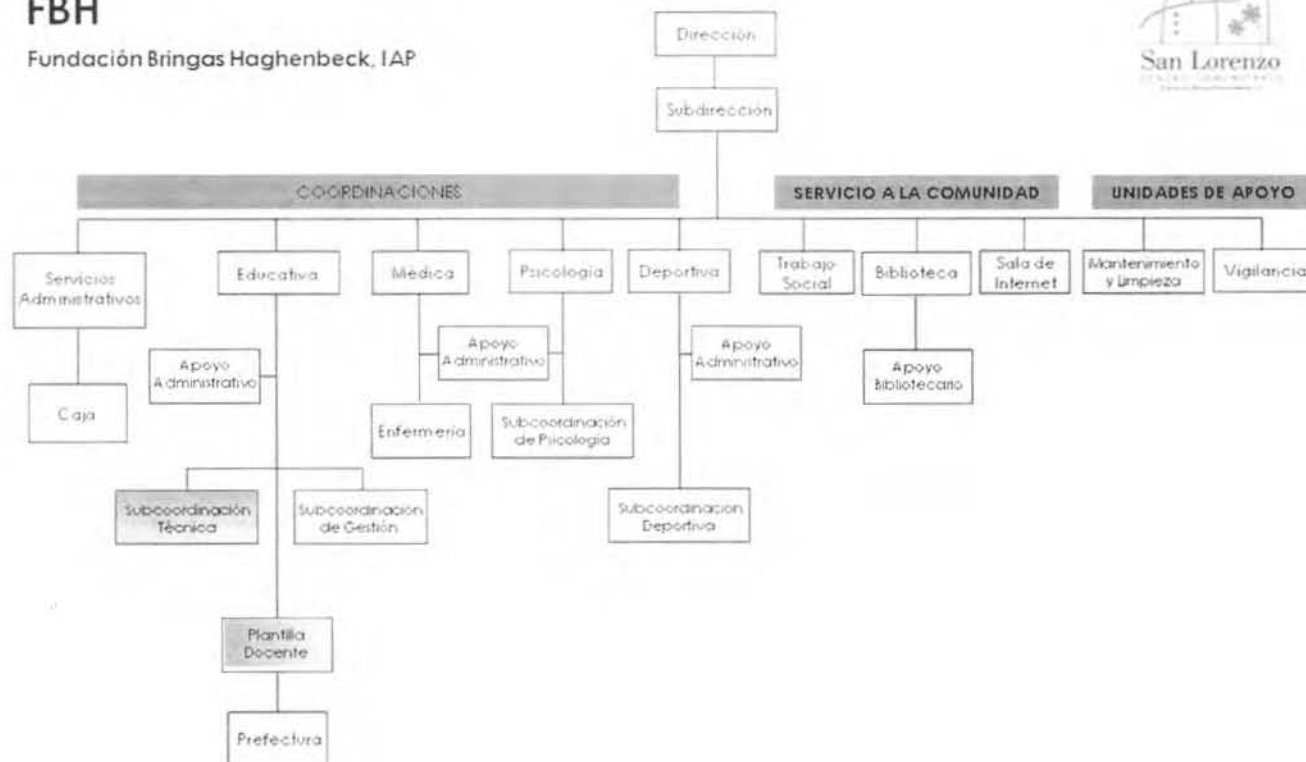 FBH
Fundación Bringas Haghenbeck, IAP
San Lorenzo
Dirección
Subdirección
COORDINACIONES
SERVICIO A LA COMUNIDAD
UNIDADES DE APOYO
Servicios
Administrativos
Educativa
Médica
Psicología
Deportiva
Trabajo
Social
Biblioteca
Sala de
Internet
Mantenimiento
y Limpieza
Vigilancia
Apoyo
Administrativo
Apoyo
Administrativo
Apoyo
Administrativo
Apoyo
Bibliotecario
Caja
Enfermería
Subcoordinación
de Psicología
Subcoordinación
Técnica
Subcoordinación
de Gestión
Subcoordinación
Deportiva
Plantilla
Docente
Prefectura